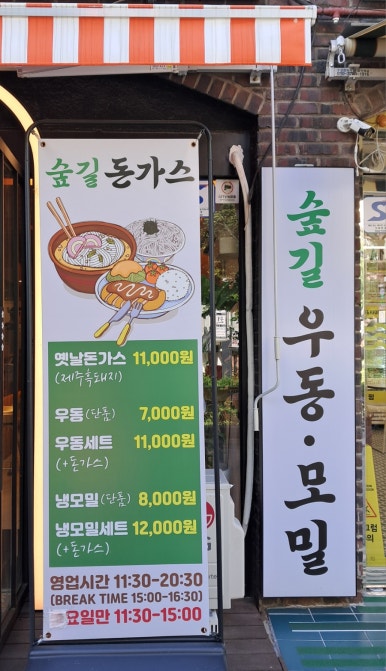 숲길 돈가스
옛날돈가스 11,000원
(제주흑돼지)
우동(단품) 7,000원
우동세트 11,000원
(+돈가스)
냉모밀(단품) 8,000원
냉모밀세트 12,000원
(+돈가스)
영업시간 11:30-20:30
(BREAK TIME 15:00-16:30)
요일만 11:30-15:00
숲길 우동·모밀